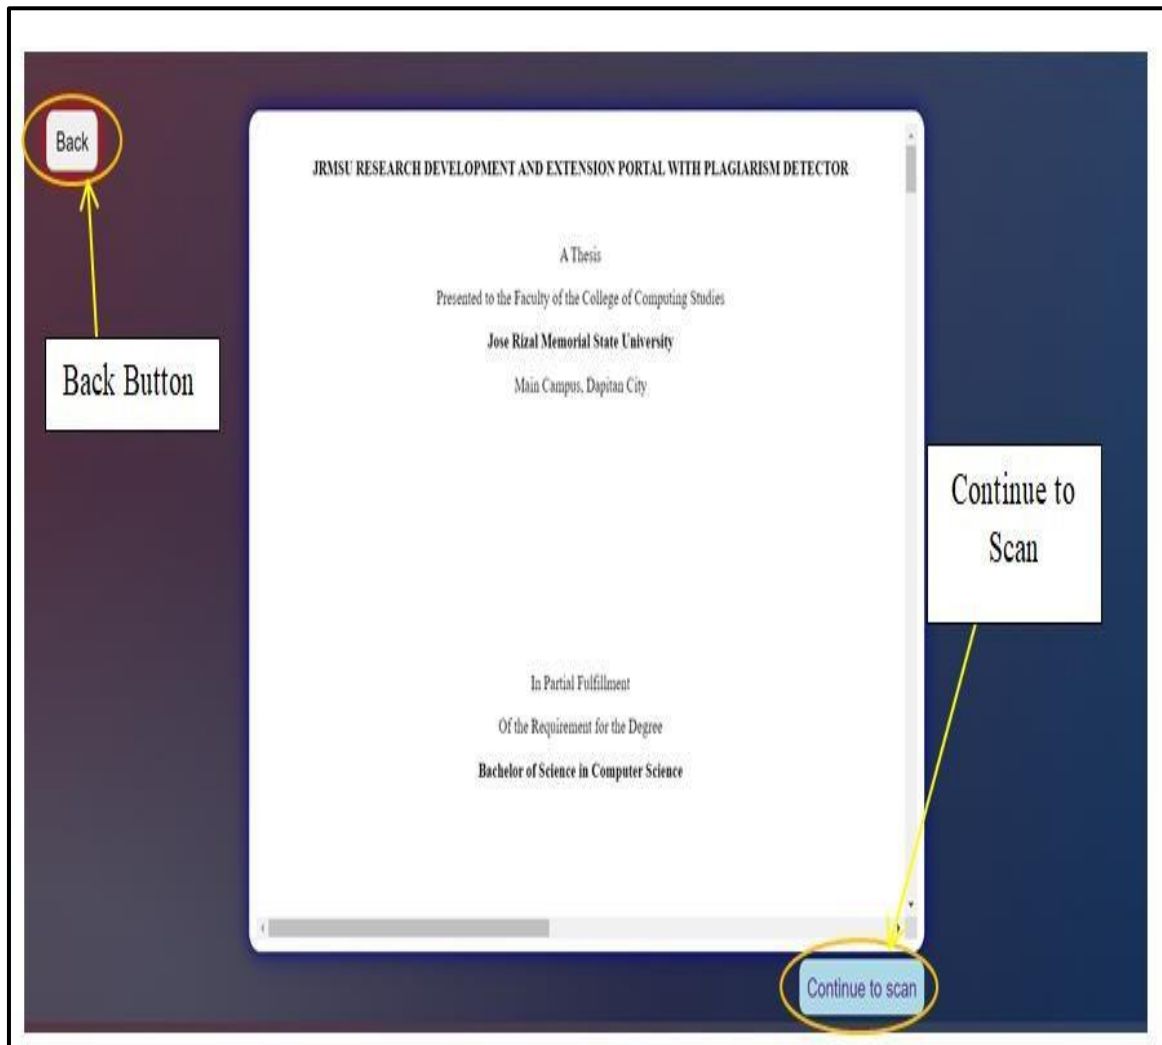 Back
JRMSU RESEARCH DEVELOPMENT AND EXTENSION PORTAL WITH PLAGIARISM DETECTOR
A Thesis
Presented to the Faculty of the College of Computing Studies
Jose Rizal Memorial State University
Main Campus, Dapitan City
Back Button
Continue to
Scan
In Partial Fulfillment
Of the Requirement for the Degree
Bachelor of Science in Computer Science
Continue to scan